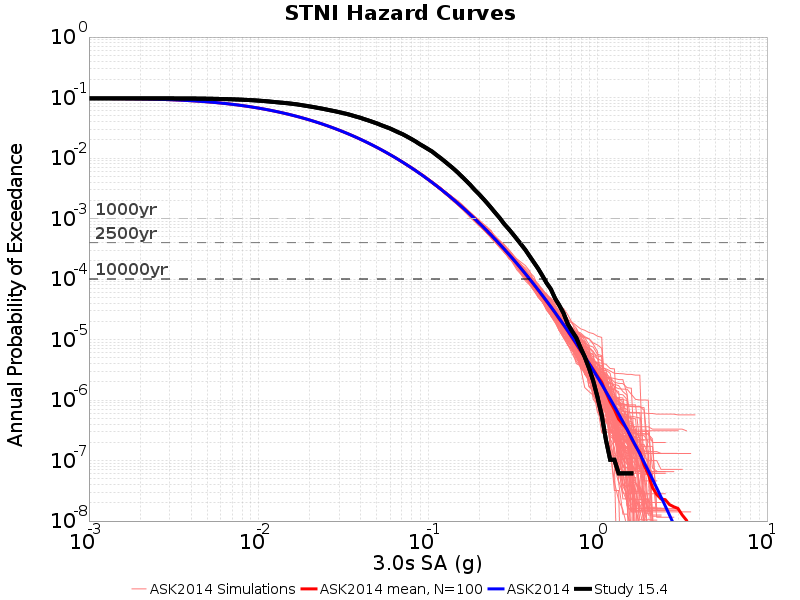 STNI Hazard Curves
Annual Probability of Exceedance
10^0
10^-1
10^-2
10^-3
10^-4
10^-5
10^-6
10^-7
10^-8
1000yr
2500yr
10000yr
10^-3 10^-2 10^-1 10^0 10^1
3.0s SA (g)
ASK2014 Simulations ASK2014 mean, N=100 ASK2014 Study 15.4